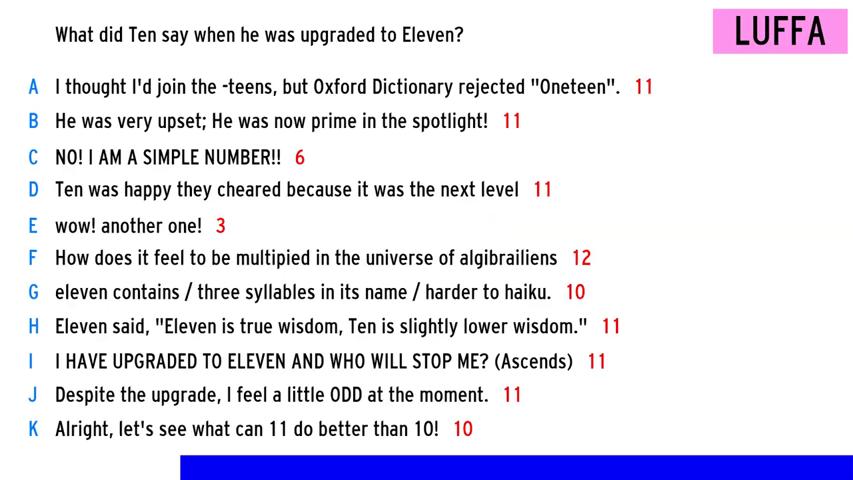 What did Ten say when he was upgraded to Eleven?
LUFFA
A I thought I'd join the -teens, but Oxford Dictionary rejected "Oneteen". 11
B He was very upset; He was now prime in the spotlight! 11
C NO! I AM A SIMPLE NUMBER!! 6
D Ten was happy they cheared because it was the next level 11
E wow! another one! 3
F How does it feel to be multipied in the universe of algibrailiens 12
G eleven contains / three syllables in its name / harder to haiku. 10
H Eleven said, "Eleven is true wisdom, Ten is slightly lower wisdom." 11
I I HAVE UPGRADED TO ELEVEN AND WHO WILL STOP ME? (Ascends) 11
J Despite the upgrade, I feel a little ODD at the moment. 11
K Alright, let's see what can 11 do better than 10! 10